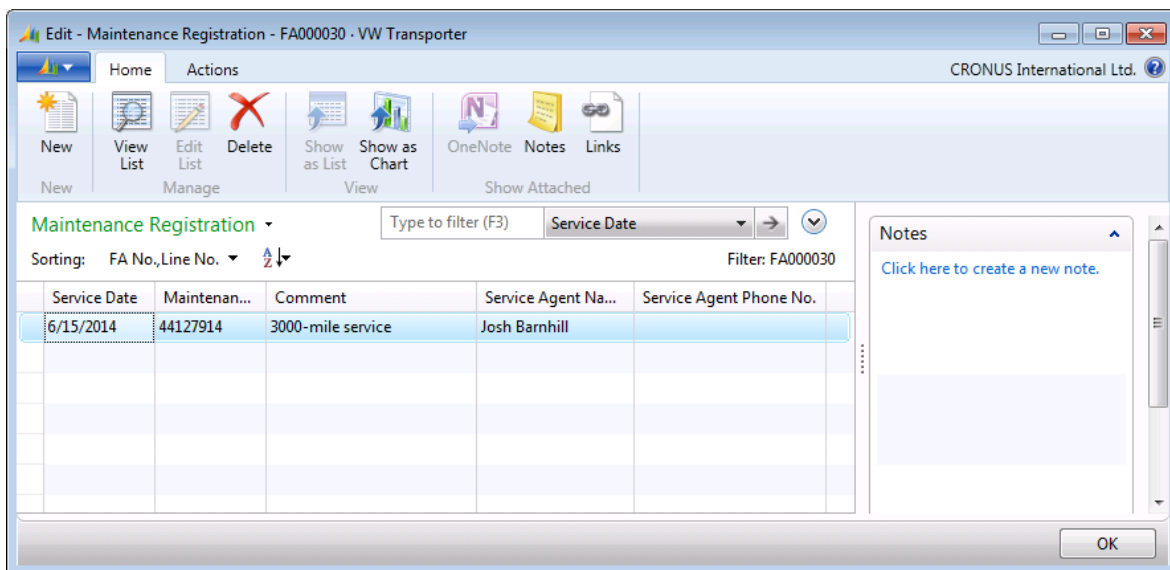 Edit - Maintenance Registration - FA000030 · VW Transporter
Home Actions CRONUS International Ltd.
New View List Edit List Delete Show as List Show as Chart OneNote Notes Links
New Manage View Show Attached
Maintenance Registration Type to filter (F3) Service Date
Sorting: FA No.,Line No. Filter: FA000030
Service Date Maintenan... Comment Service Agent Na... Service Agent Phone No.
6/15/2014 44127914 3000-mile service Josh Barnhill
Notes
Click here to create a new note.
OK